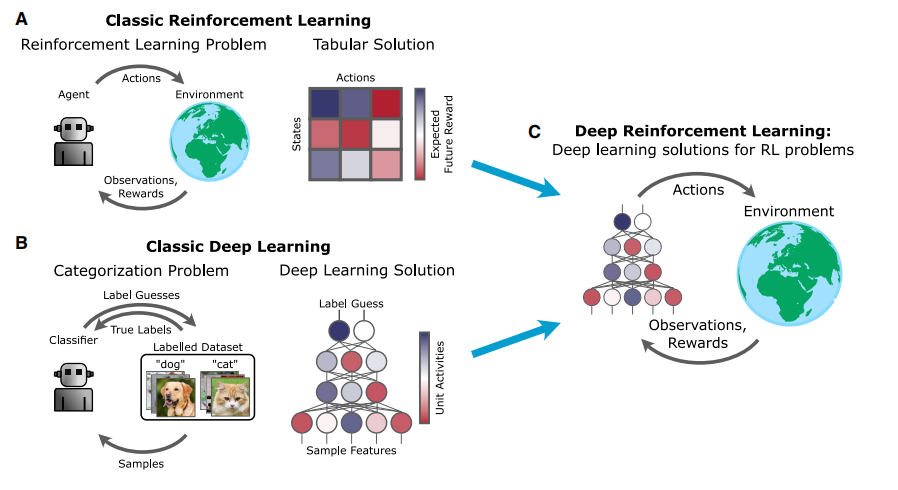 A
Classic Reinforcement Learning
Reinforcement Learning Problem
Tabular Solution
Actions
Agent
Environment
Observations,
Rewards
Actions
States
Expected
Future Reward
B
Classic Deep Learning
Categorization Problem
Deep Learning Solution
Label Guesses
True Labels
Classifier
Labelled Dataset
"dog"
"cat"
Samples
Label Guess
Unit Activities
Sample Features
C
Deep Reinforcement Learning:
Deep learning solutions for RL problems
Actions
Environment
Observations,
Rewards